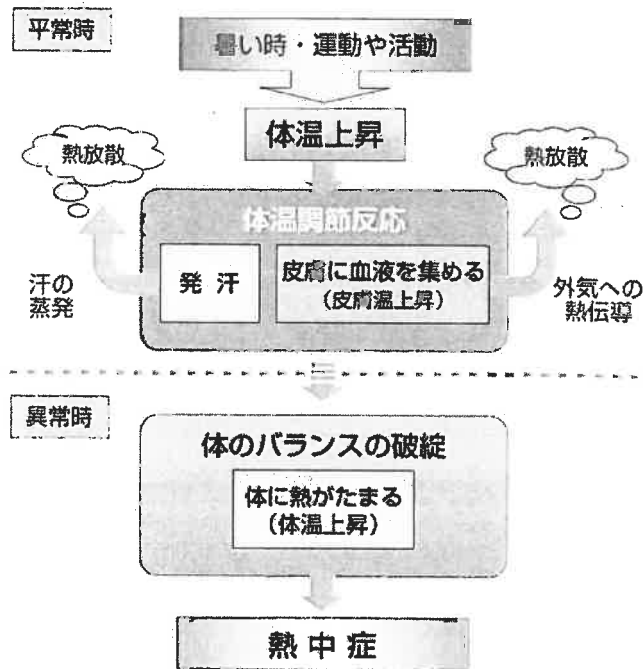 平常時
暑い時・運動や活動
体温上昇
熱放散
熱放散
体温調節反応
発汗
皮膚に血液を集める
(皮膚温上昇)
汗の
蒸発
外気への
熱伝導
異常時
体のバランスの破綻
体に熱がたまる
(体温上昇)
熱中症